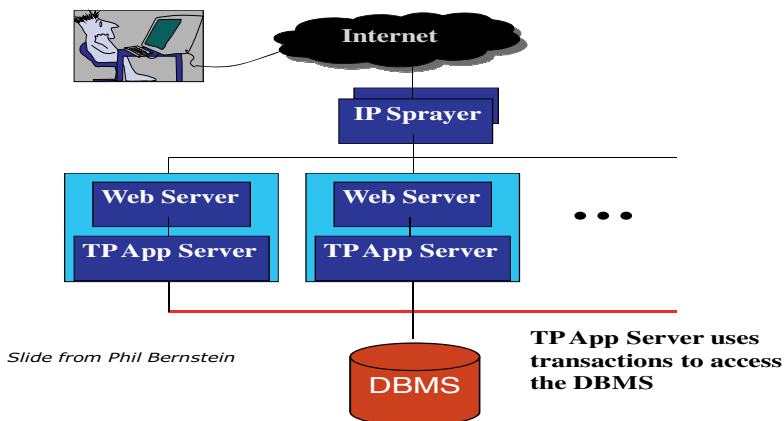 Internet
IP Sprayer
Web Server
Web Server
TP App Server
TP App Server
Slide from Phil Bernstein
DBMS
TP App Server uses
transactions to access
the DBMS